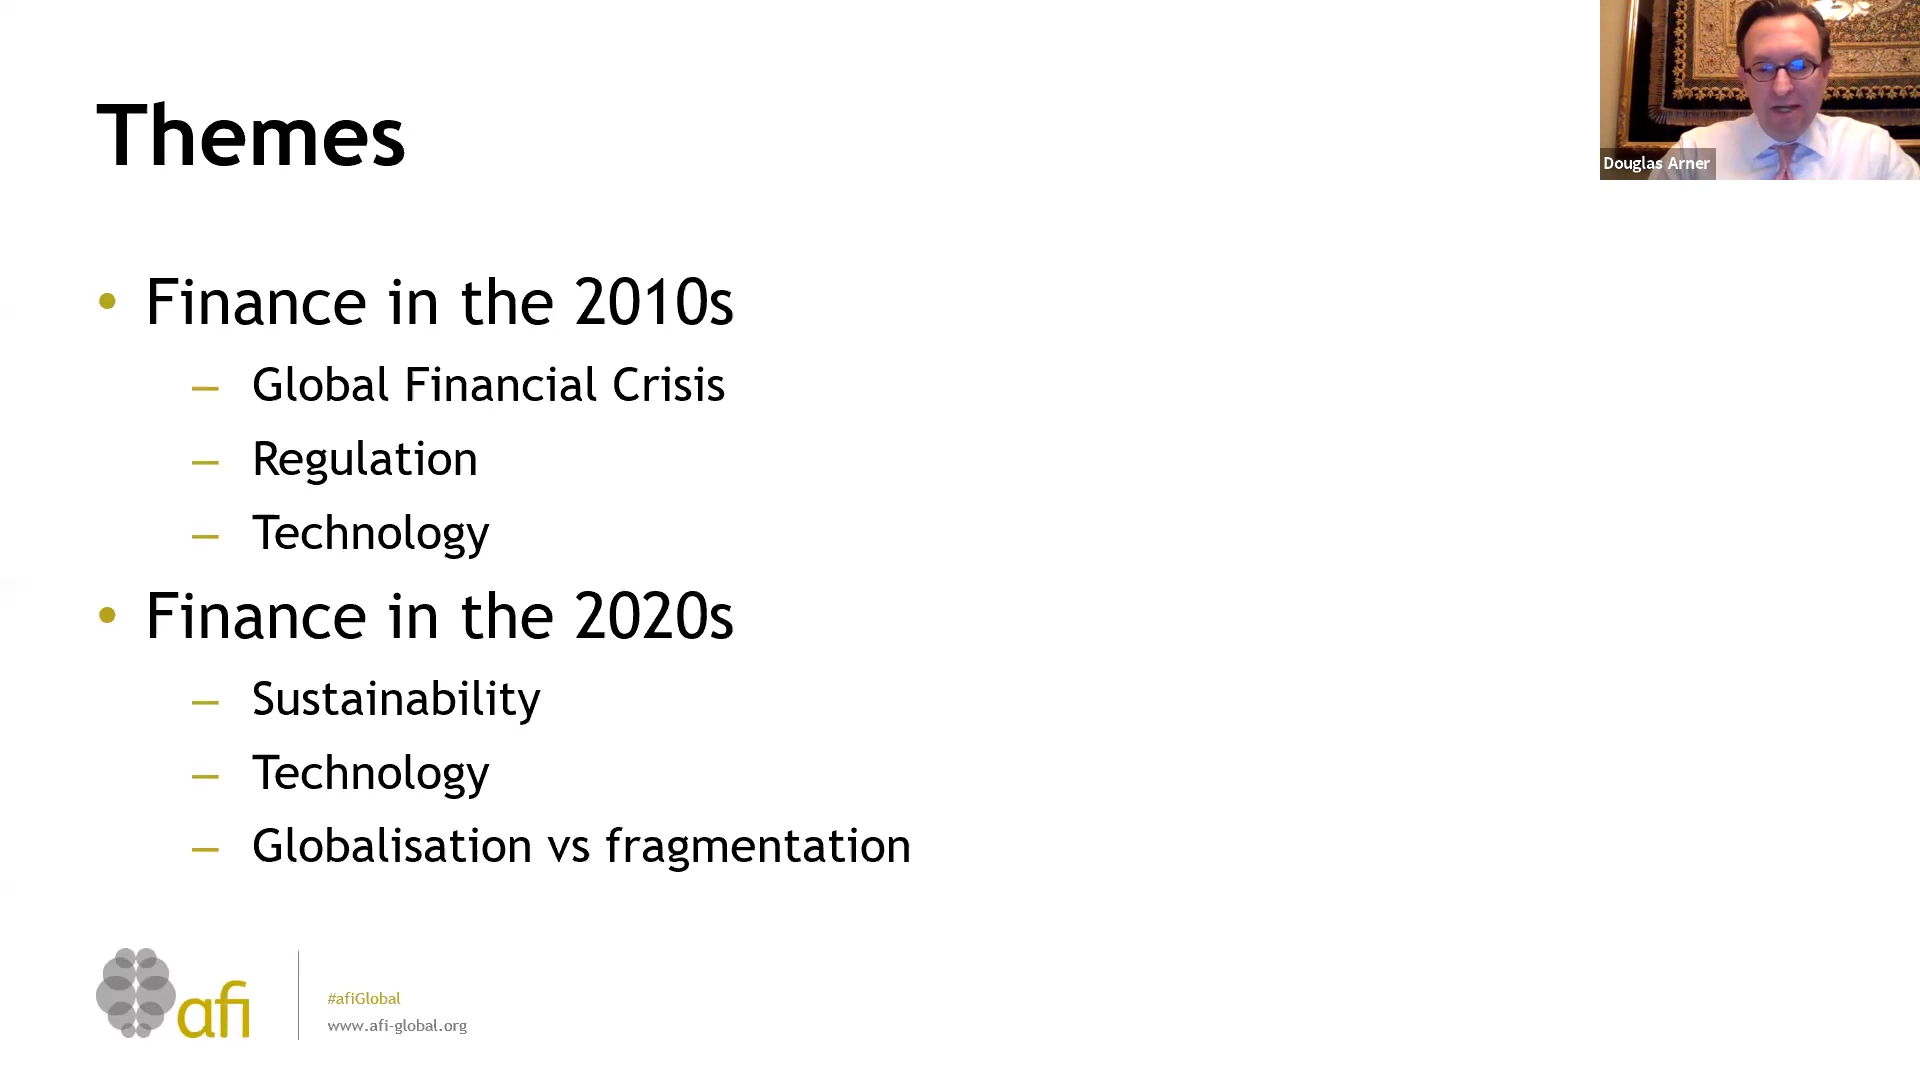 Themes
Douglas Arner
• Finance in the 2010s
– Global Financial Crisis
– Regulation
– Technology
• Finance in the 2020s
– Sustainability
– Technology
– Globalisation vs fragmentation
afi
#afiGlobal
www.afi-global.org